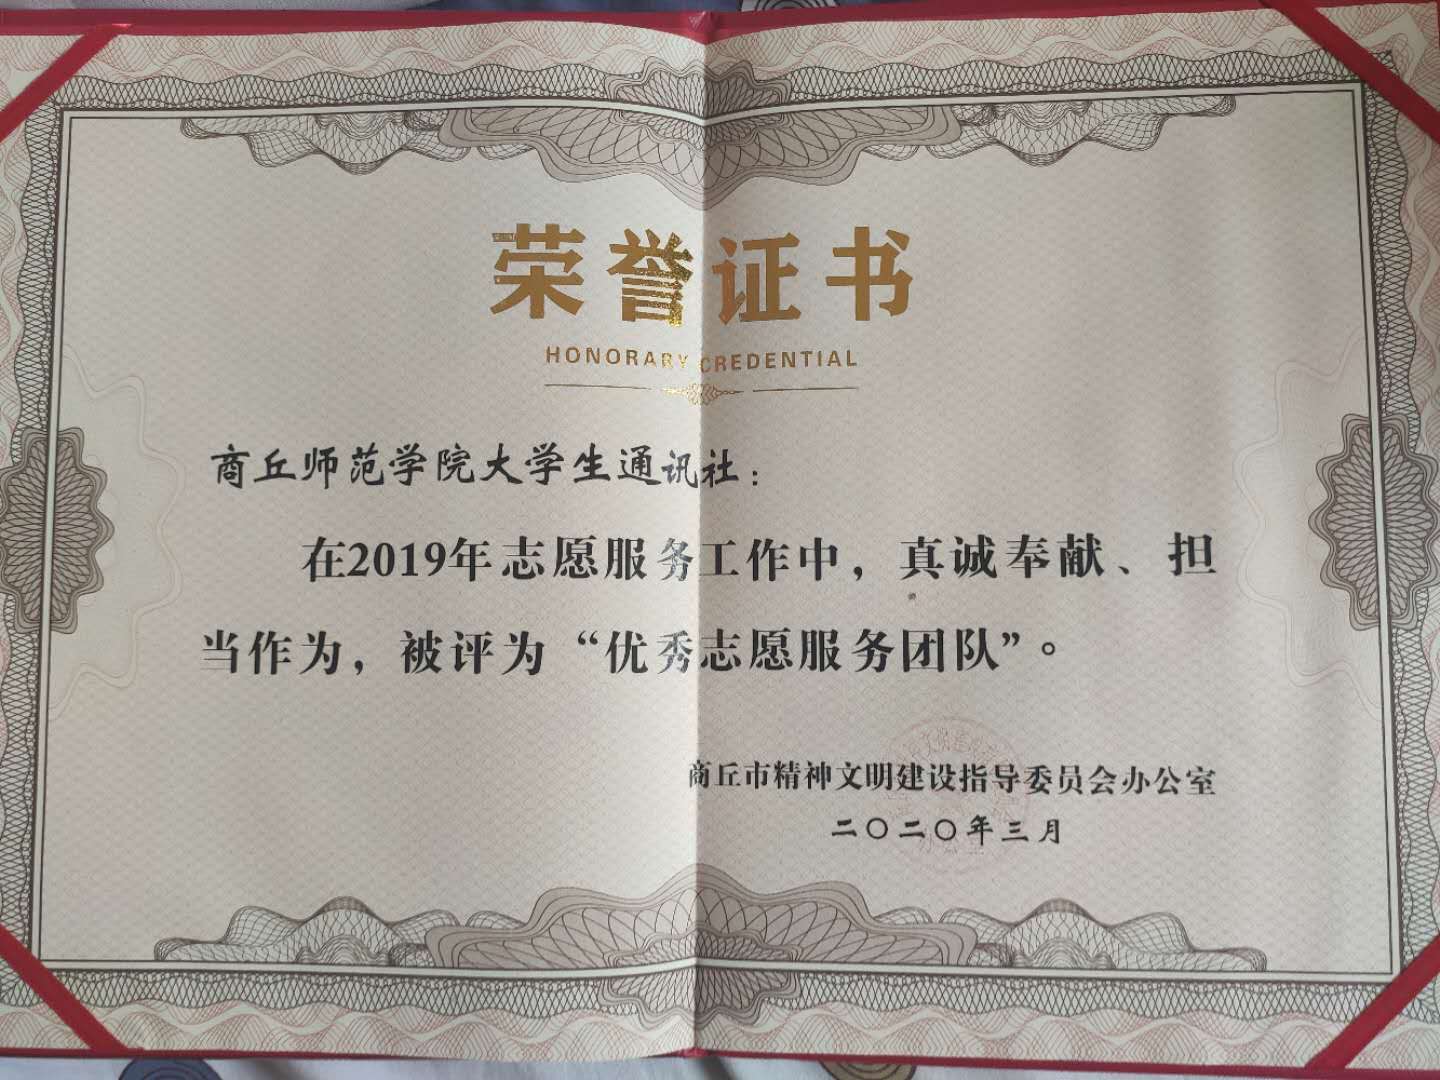 荣誉证书
HONORARY CREDENTIAL
商丘师范学院大学生通讯社：
在2019年志愿服务工作中，真诚奉献、担
当作为，被评为“优秀志愿服务团队”。
商丘市精神文明建设指导委员会办公室
二〇二〇年三月